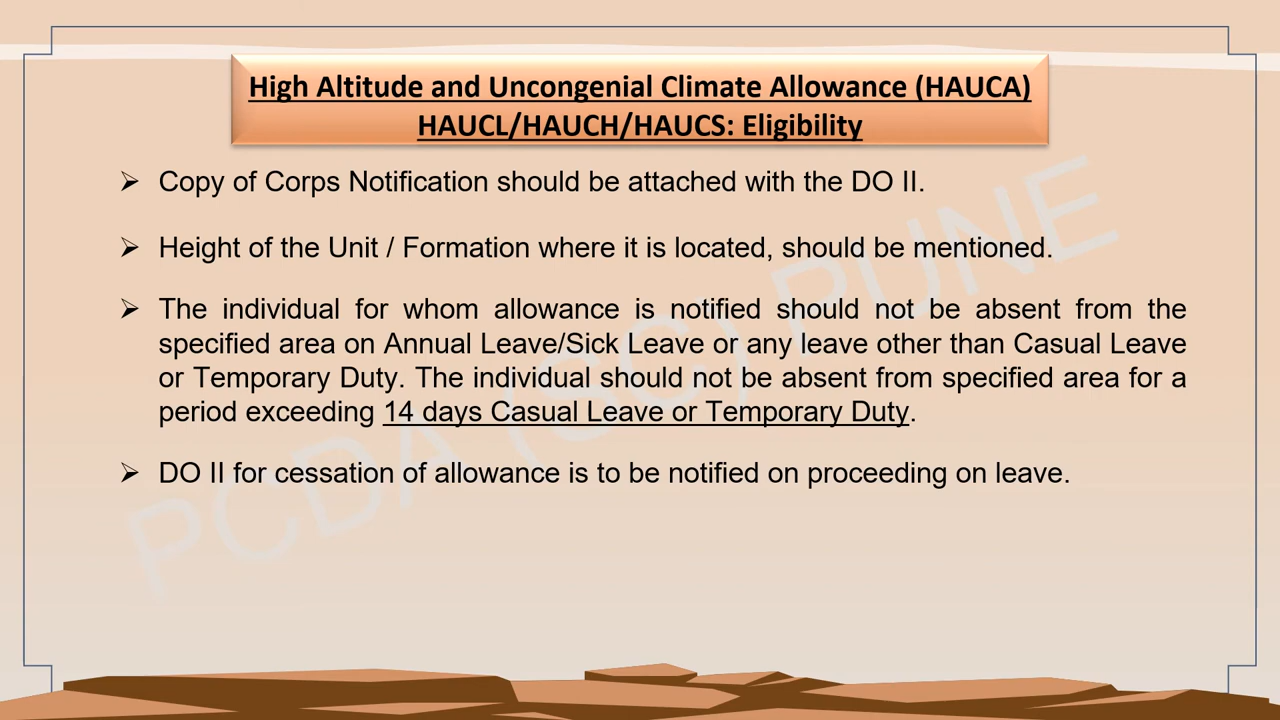 High Altitude and Uncongenial Climate Allowance (HAUCA)
HAUCL/HAUCH/HAUCS: Eligibility
➢ Copy of Corps Notification should be attached with the DO II.
➢ Height of the Unit / Formation where it is located, should be mentioned.
➢ The individual for whom allowance is notified should not be absent from the
specified area on Annual Leave/Sick Leave or any leave other than Casual Leave
or Temporary Duty. The individual should not be absent from specified area for a
period exceeding 14 days Casual Leave or Temporary Duty.
➢ DO II for cessation of allowance is to be notified on proceeding on leave.
PCDA (SC) PUNE